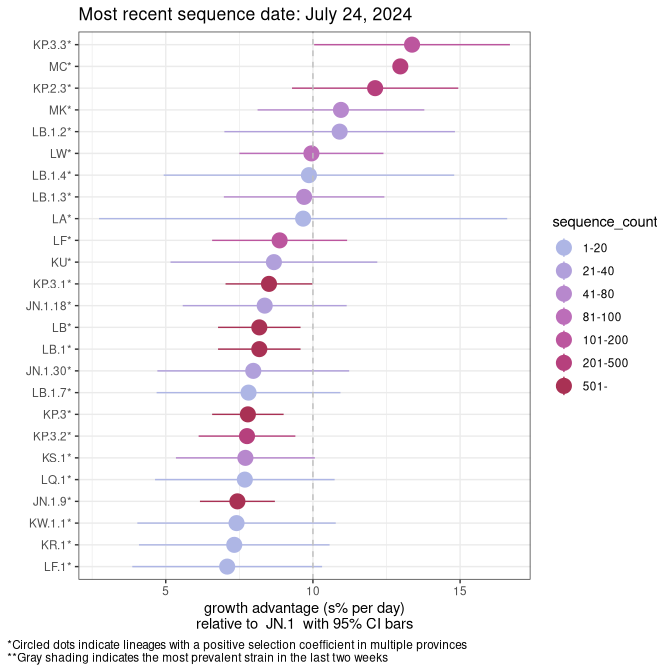 Most recent sequence date: July 24, 2024
KP.3.3*
MC*
KP.2.3*
MK*
LB.1.2*
LW*
LB.1.4*
LB.1.3*
LA*
LF*
KU*
KP.3.1*
JN.1.18*
LB*
LB.1*
JN.1.30*
LB.1.7*
KP.3*
KP.3.2*
KS.1*
LQ.1*
JN.1.9*
KW.1.1*
KR.1*
LF.1*
5 10 15
growth advantage (s% per day)
relative to JN.1 with 95% CI bars
sequence_count
1-20
21-40
41-80
81-100
101-200
201-500
501-
*Circled dots indicate lineages with a positive selection coefficient in multiple provinces
**Gray shading indicates the most prevalent strain in the last two weeks